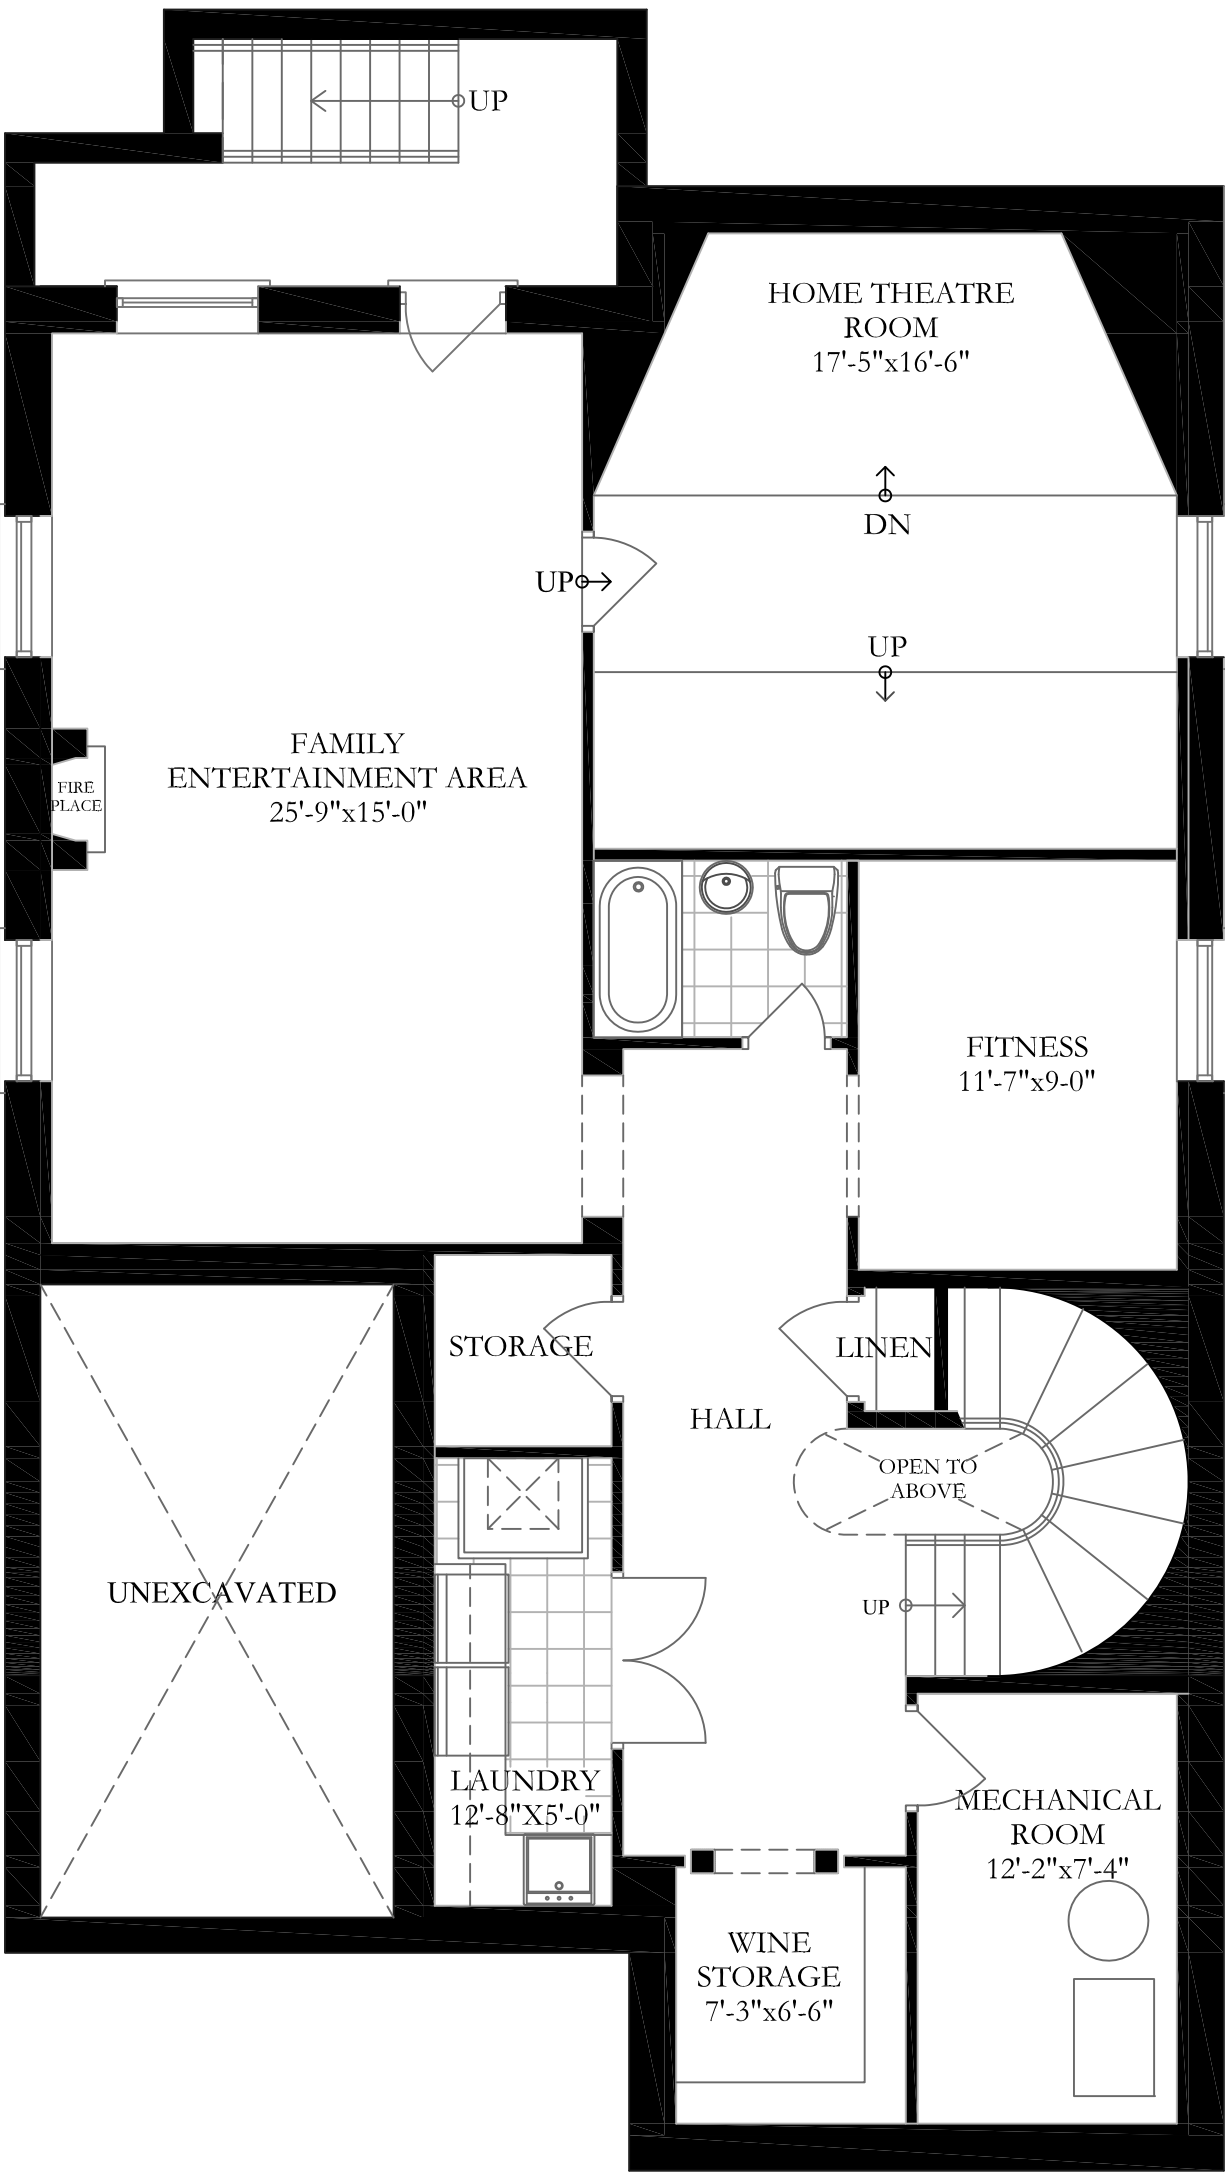 UP
HOME THEATRE
ROOM
17'-5"x16'-6"
DN
UP
UP
FAMILY
ENTERTAINMENT AREA
25'-9"x15'-0"
FIRE
PLACE
FITNESS
11'-7"x9-0"
STORAGE
LINEN
HALL
OPEN TO
ABOVE
UNEXCAVATED
UP
LAUNDRY
12'-8"X5'-0"
MECHANICAL
ROOM
12'-2"x7'-4"
WINE
STORAGE
7'-3"x6'-6"